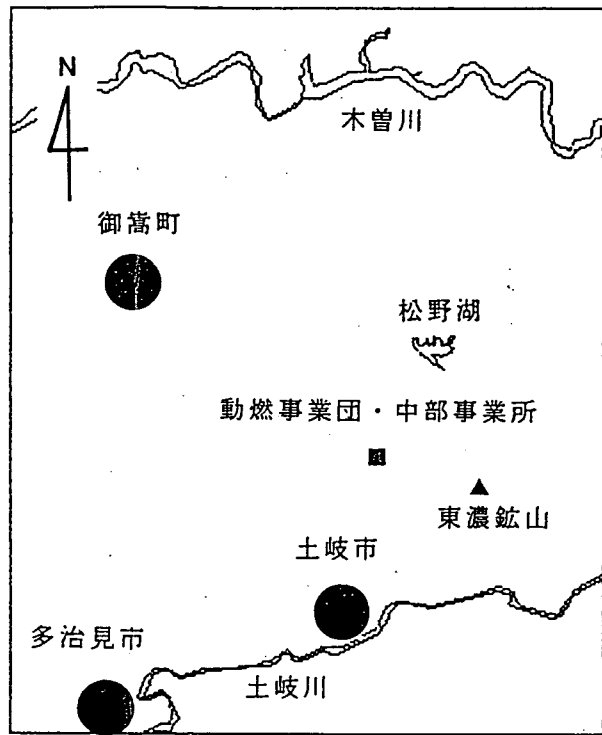 N
木曽川
御嵩町
松野湖
動燃事業団・中部事業所
東濃鉱山
土岐市
多治見市
土岐川